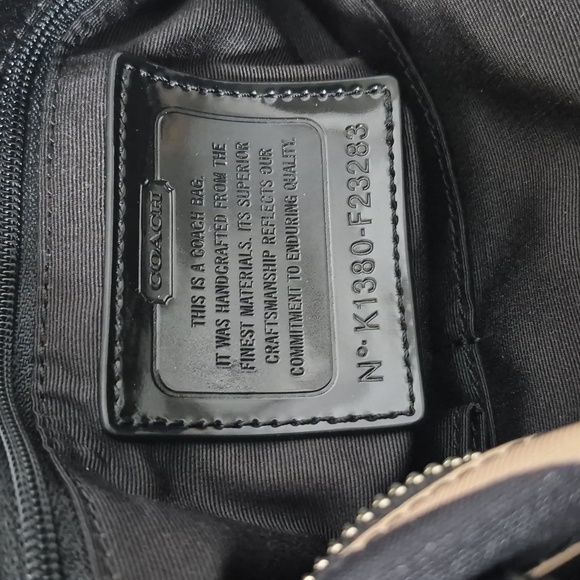 COACH
THIS IS A COACH BAG.
IT WAS HANDCRAFTED FROM THE
FINEST MATERIALS. ITS SUPERIOR
CRAFTSMANSHIP REFLECTS OUR
COMMITMENT TO ENDURING QUALITY.
Nº· K1380-F23283